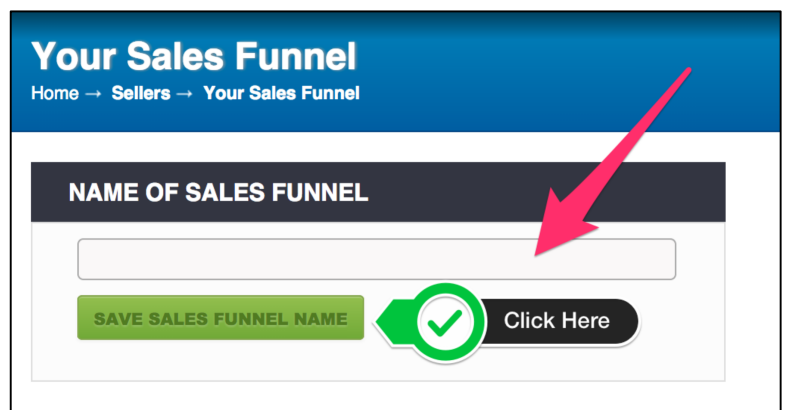 Your Sales Funnel
Home → Sellers → Your Sales Funnel
NAME OF SALES FUNNEL
SAVE SALES FUNNEL NAME
Click Here